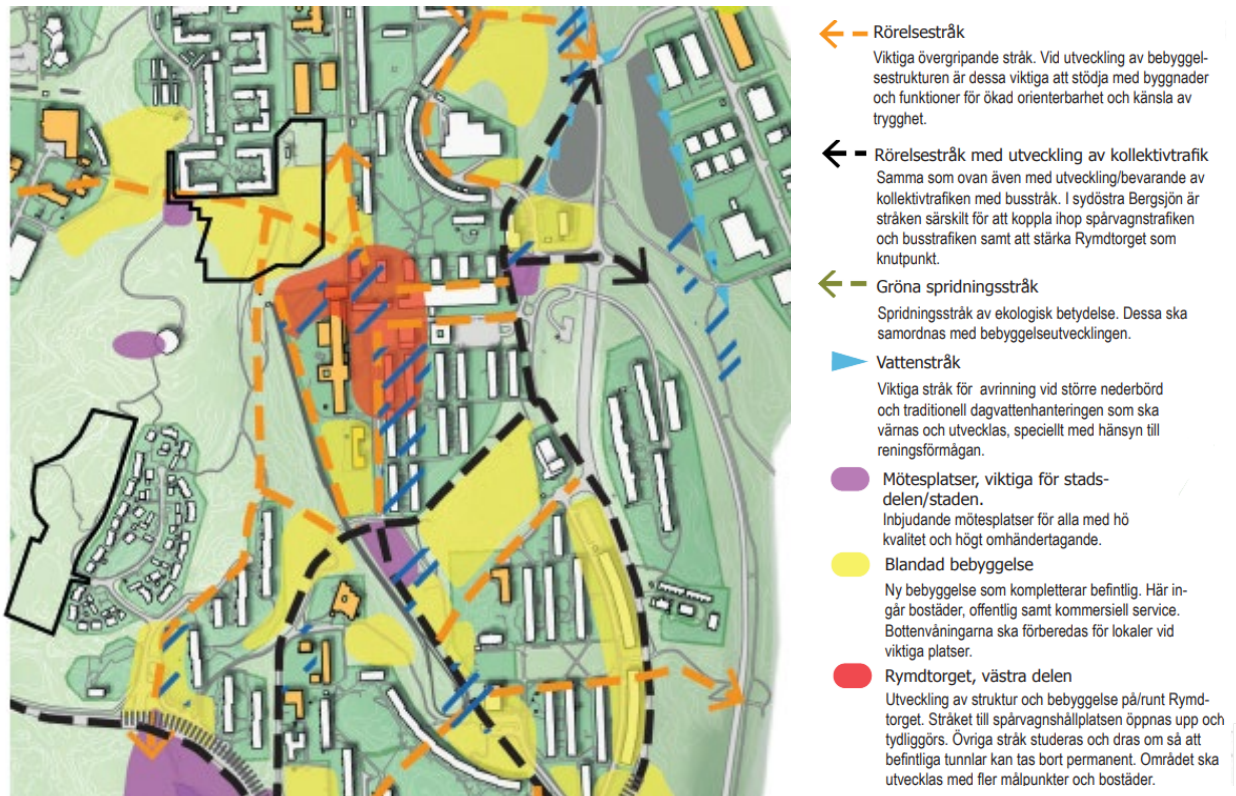 Rörelsestråk
Viktiga övergripande stråk. Vid utveckling av bebyggel-
sestrukturen är dessa viktiga att stödja med byggnader
och funktioner för ökad orienterbarhet och känsla av
trygghet.
Rörelsestråk med utveckling av kollektivtrafik
Samma som ovan även med utveckling/bevarande av
kollektivtrafiken med busstråk. I sydöstra Bergsjön är
stråken särskilt för att koppla ihop spårvagnstrafiken
och busstrafiken samt att stärka Rymdtorget som
knutpunkt.
Gröna spridningsstråk
Spridningsstråk av ekologisk betydelse. Dessa ska
samordnas med bebyggelseutvecklingen.
Vattenstråk
Viktiga stråk för avrinning vid större nederbörd
och traditionell dagvattenhanteringen som ska
värnas och utvecklas, speciellt med hänsyn till
reningsförmågan.
Mötesplatser, viktiga för stads-
delen/staden.
Inbjudande mötesplatser för alla med hö
kvalitet och högt omhändertagande.
Blandad bebyggelse
Ny bebyggelse som kompletterar befintlig. Här in-
går bostäder, offentlig samt kommersiell service.
Bottenvåningarna ska förberedas för lokaler vid
viktiga platser.
Rymdtorget, västra delen
Utveckling av struktur och bebyggelse på/runt Rymd-
torget. Stråket till spårvagnshållplatsen öppnas upp och
tydliggörs. Övriga stråk studeras och dras om så att
befintliga tunnlar kan tas bort permanent. Området ska
utvecklas med fler målpunkter och bostäder.